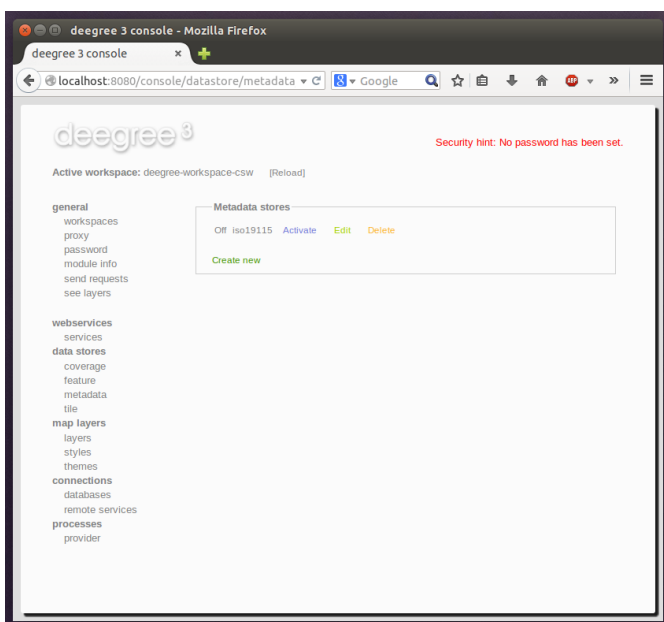 deegree 3 console - Mozilla Firefox
deegree 3 console ×
localhost:8080/console/datastore/metadata Google ABP
deegree 3
Security hint: No password has been set.
Active workspace: deegree-workspace-csw [Reload]
general
workspaces
proxy
password
module info
send requests
see layers
webservices
services
data stores
coverage
feature
metadata
tile
map layers
layers
styles
themes
connections
databases
remote services
processes
provider
Metadata stores
Off iso19115 Activate Edit Delete
Create new